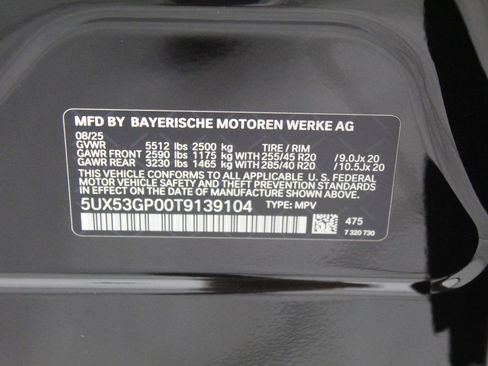 MFD BY BAYERISCHE MOTOREN WERKE AG
08/25
GVWR 5512 lbs 2500 kg TIRE / RIM
GAWR FRONT 2590 lbs 1175 kg WITH 255/45 R20 /9.0Jx 20
GAWR REAR 3230 lbs 1465 kg WITH 285/40 R20 /10.5Jx 20
THIS VEHICLE CONFORMS TO ALL APPLICABLE U. S. FEDERAL
MOTOR VEHICLE SAFETY AND THEFT PREVENTION STANDARDS
IN EFFECT ON THE DATE OF MANUFACTURE SHOWN ABOVE.
5UX53GP00T9139104 TYPE: MPV
475
7 320 730